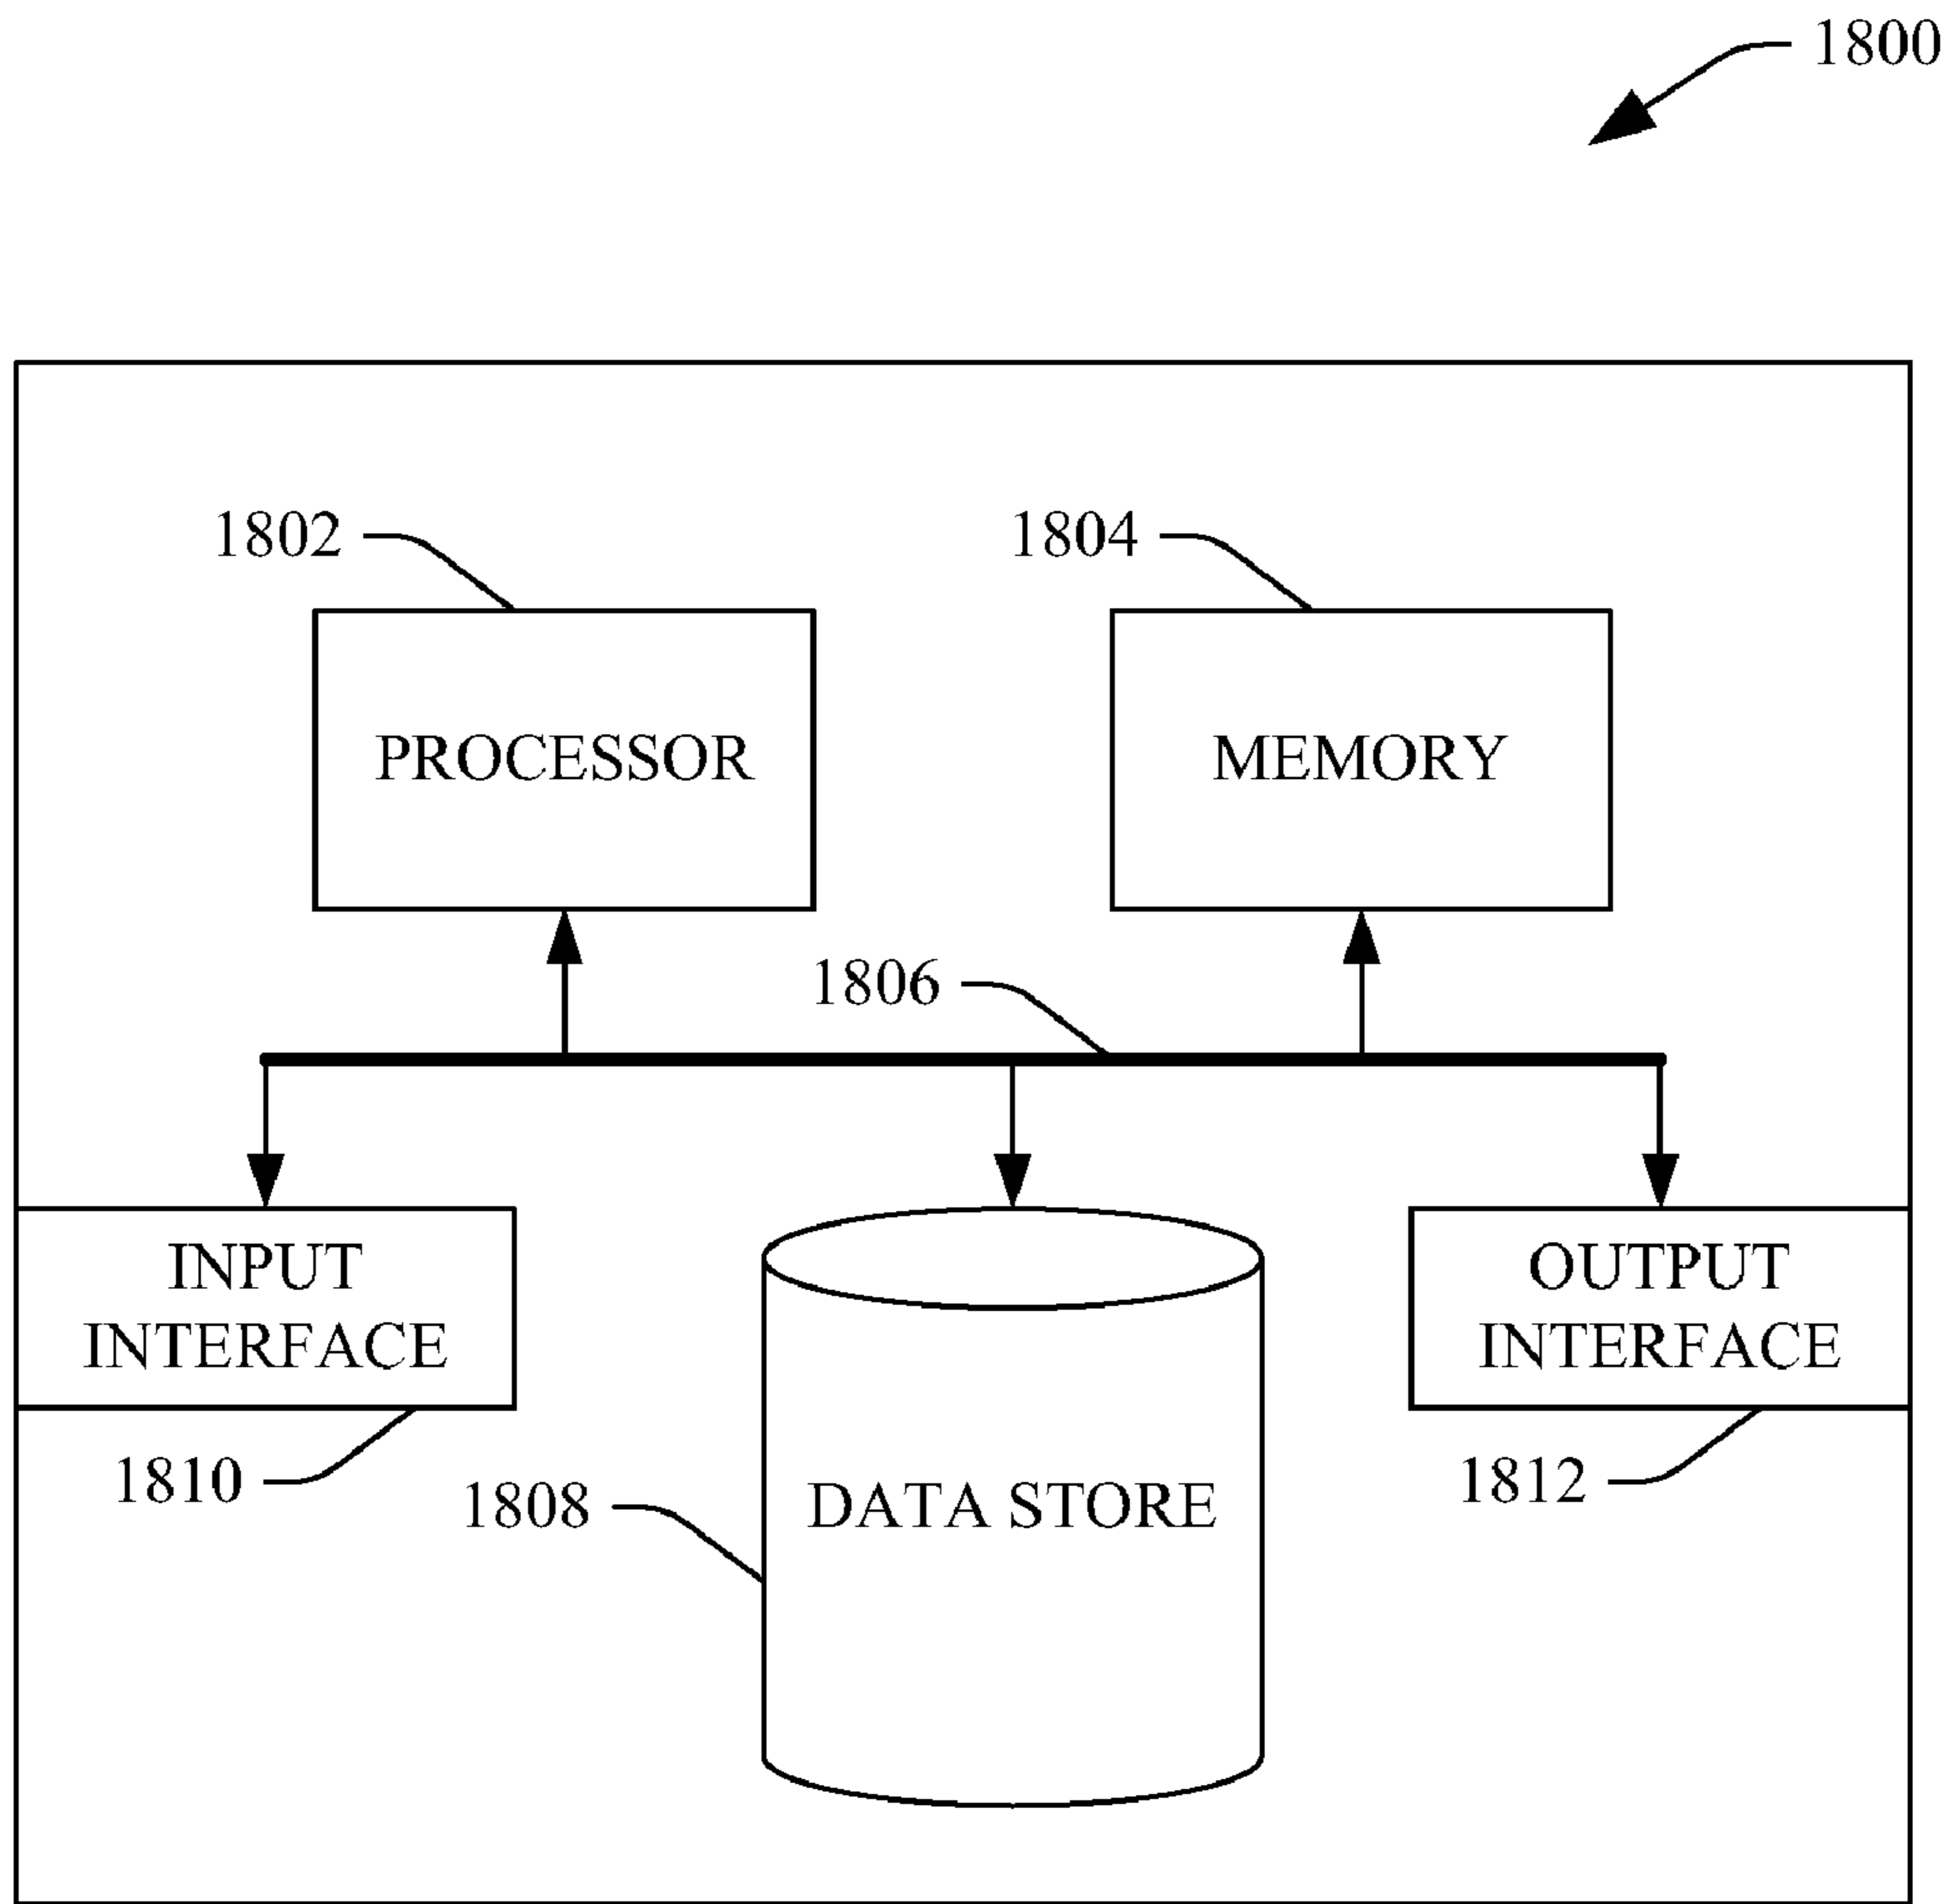 1800
1802
1804
PROCESSOR
MEMORY
1806
INPUT
INTERFACE
OUTPUT
INTERFACE
1810
1808
DATA STORE
1812